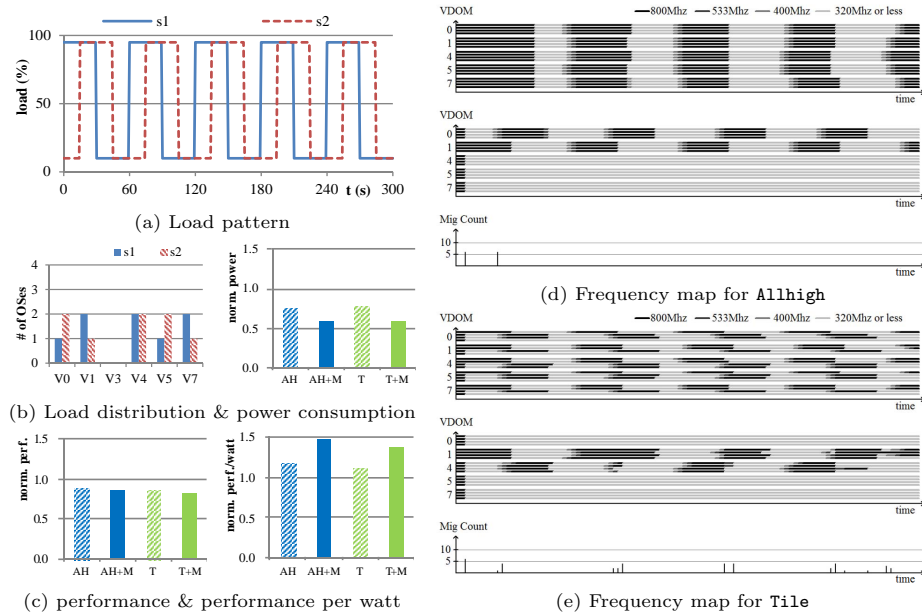 s1 s2
load (%)
100
50
0
0 60 120 180 240 300
t (s)
(a) Load pattern
s1 s2
# of OSes
4
3
2
1
0
V0 V1 V3 V4 V5 V7
norm. power
1.5
1.0
0.5
0.0
AH AH+M T T+M
(b) Load distribution & power consumption
norm. perf.
1.5
1.0
0.5
0.0
AH AH+M T T+M
norm. perf./watt
1.5
1.0
0.5
0.0
AH AH+M T T+M
(c) performance & performance per watt
VDOM
800Mhz 533Mhz 400Mhz 320Mhz or less
0
1
4
5
7
time
VDOM
0
1
4
5
7
time
Mig Count
10
5
time
(d) Frequency map for Allhigh
VDOM
800Mhz 533Mhz 400Mhz 320Mhz or less
0
1
4
5
7
time
VDOM
0
1
4
5
7
time
Mig Count
10
5
time
(e) Frequency map for Tile